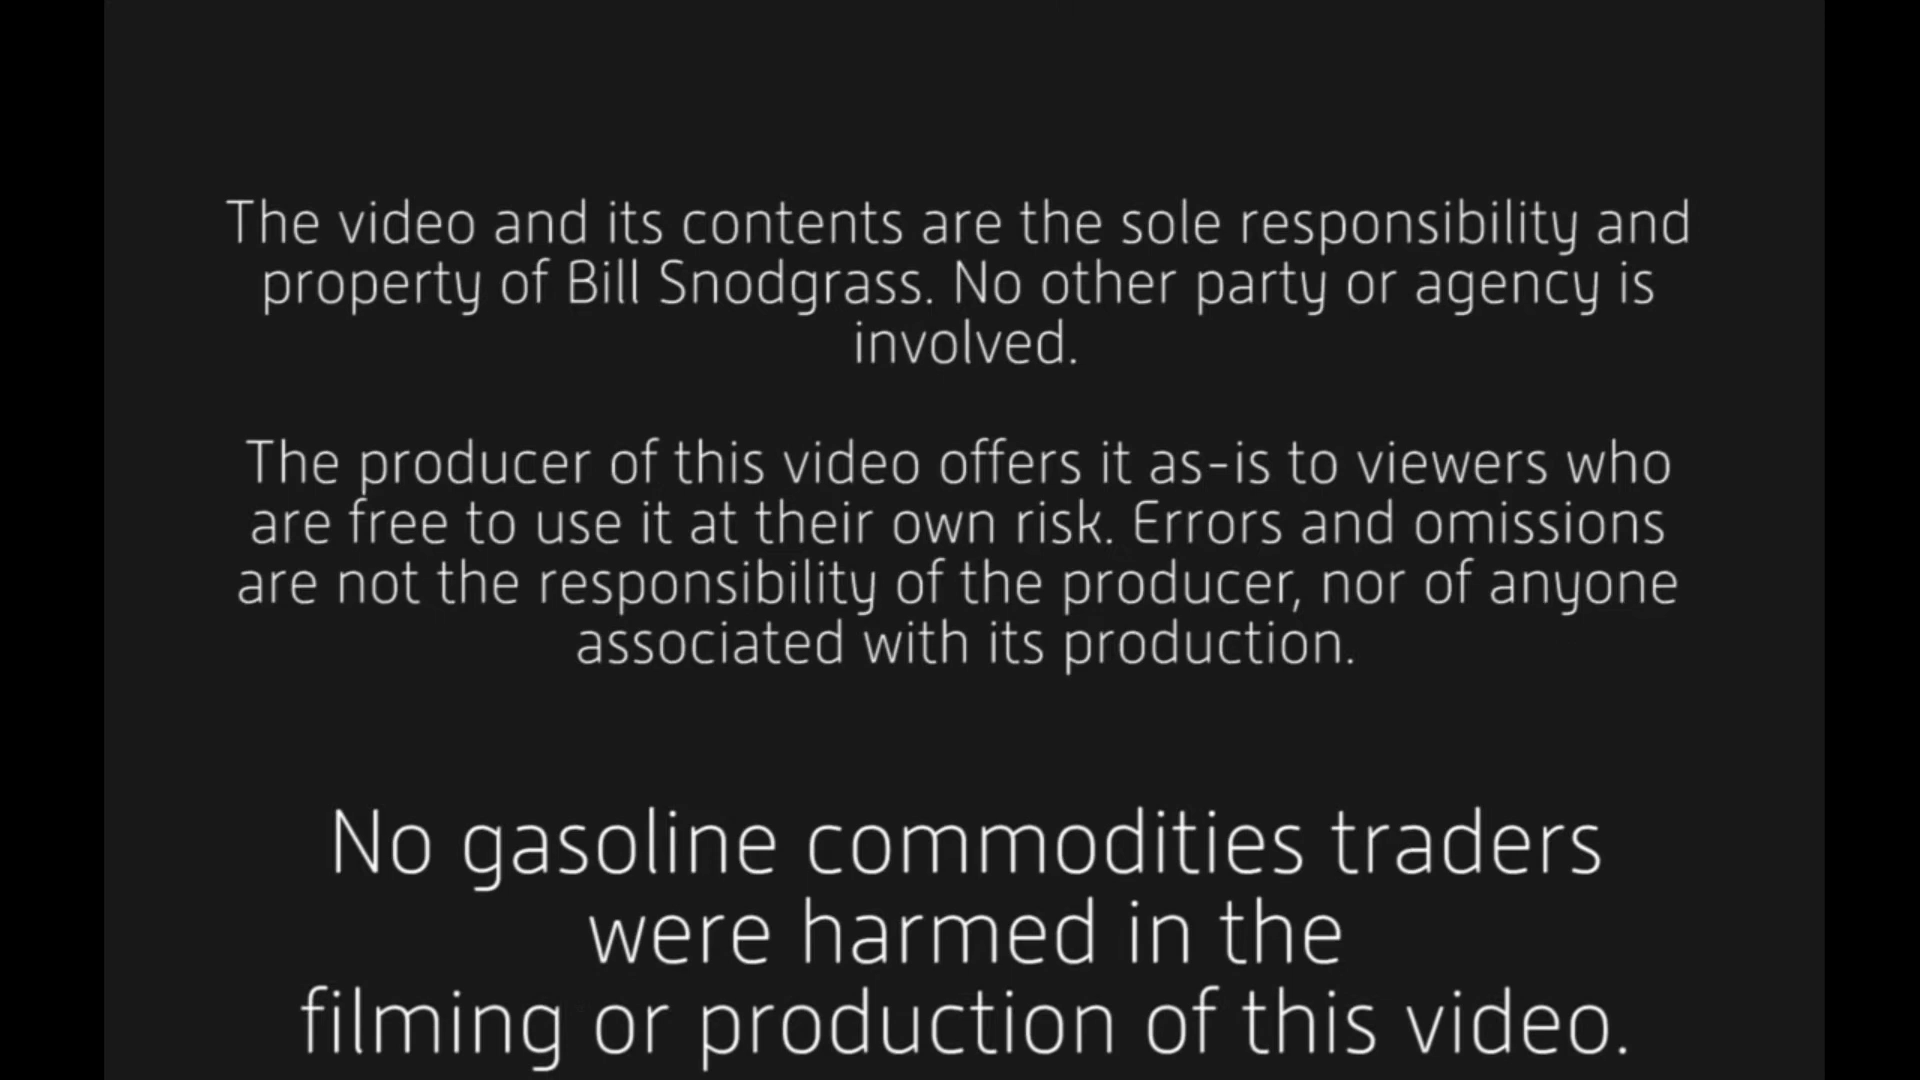 The video and its contents are the sole responsibility and
property of Bill Snodgrass. No other party or agency is
involved.
The producer of this video offers it as-is to viewers who
are free to use it at their own risk. Errors and omissions
are not the responsibility of the producer, nor of anyone
associated with its production.
No gasoline commodities traders
were harmed in the
filming or production of this video.